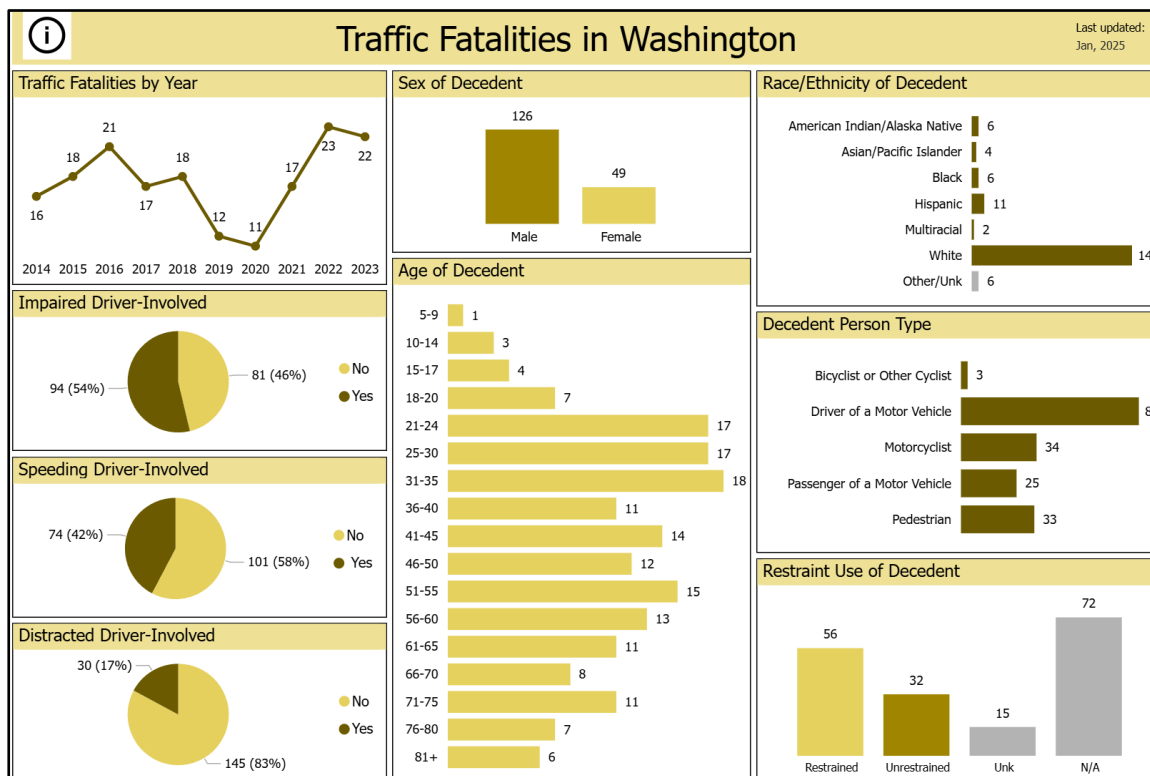 i
Traffic Fatalities in Washington
Last updated:
Jan, 2025
Traffic Fatalities by Year
16
18
21
17
18
12
11
17
23
22
2014 2015 2016 2017 2018 2019 2020 2021 2022 2023
Impaired Driver-Involved
94 (54%)
81 (46%)
No
Yes
Speeding Driver-Involved
74 (42%)
101 (58%)
No
Yes
Distracted Driver-Involved
30 (17%)
145 (83%)
No
Yes
Sex of Decedent
126
49
Male Female
Age of Decedent
5-9 1
10-14 3
15-17 4
18-20 7
21-24 17
25-30 17
31-35 18
36-40 11
41-45 14
46-50 12
51-55 15
56-60 13
61-65 11
66-70 8
71-75 11
76-80 7
81+ 6
Race/Ethnicity of Decedent
American Indian/Alaska Native 6
Asian/Pacific Islander 4
Black 6
Hispanic 11
Multiracial 2
White 14
Other/Unk 6
Decedent Person Type
Bicyclist or Other Cyclist 3
Driver of a Motor Vehicle 8
Motorcyclist 34
Passenger of a Motor Vehicle 25
Pedestrian 33
Restraint Use of Decedent
56
32
15
72
Restrained Unrestrained Unk N/A